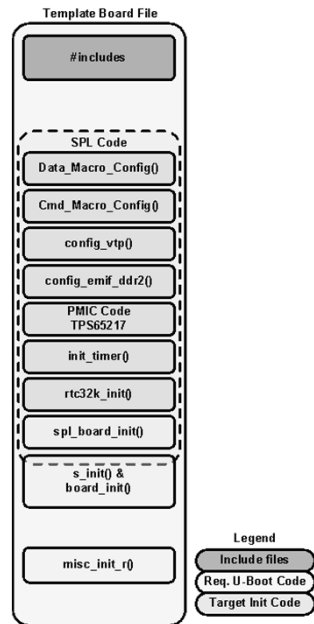 Template Board File
#includes
SPL Code
Data_Macro_Config()
Cmd_Macro_Config()
config_vtp()
config_emif_ddr2()
PMIC Code
TPS65217
init_timer()
rtc32k_init()
spl_board_init()
s_init() &
board_init()
misc_init_r()
Legend
Include files
Req. U-Boot Code
Target Init Code